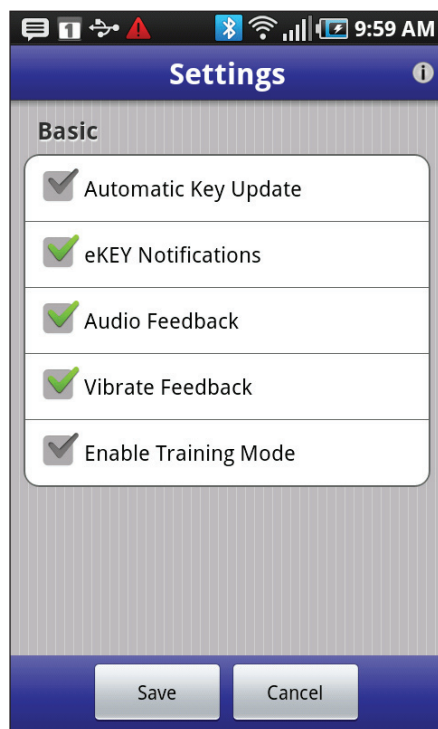 1 9:59 AM
Settings i
Basic
Automatic Key Update
eKEY Notifications
Audio Feedback
Vibrate Feedback
Enable Training Mode
Save Cancel